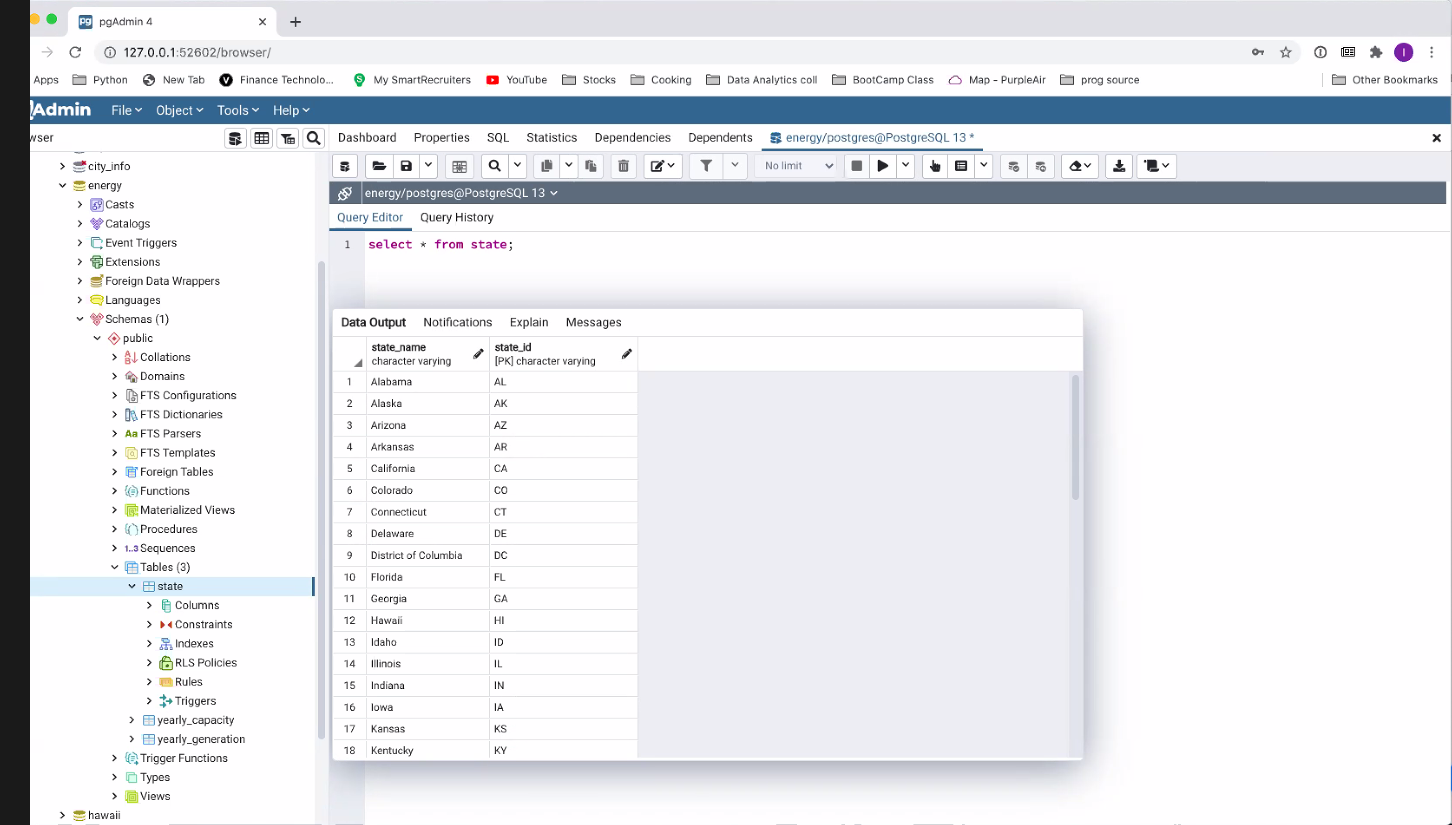 pg pgAdmin 4
127.0.0.1:52602/browser/
Apps Python New Tab Finance Technolo... My SmartRecruiters YouTube Stocks Cooking Data Analytics coll BootCamp Class Map - PurpleAir prog source Other Bookmarks
Admin File Object Tools Help
wser
Dashboard Properties SQL Statistics Dependencies Dependents energy/postgres@PostgreSQL 13 *
No limit
energy/postgres@PostgreSQL 13
Query Editor Query History
1 select * from state;
city_info
energy
Casts
Catalogs
Event Triggers
Extensions
Foreign Data Wrappers
Languages
Schemas (1)
public
Collations
Domains
FTS Configurations
FTS Dictionaries
Aa FTS Parsers
FTS Templates
Foreign Tables
Functions
Materialized Views
Procedures
1..3 Sequences
Tables (3)
state
Columns
Constraints
Indexes
RLS Policies
Rules
Triggers
yearly_capacity
yearly_generation
Trigger Functions
Types
Views
hawaii
Data Output Notifications Explain Messages
state_name state_id
character varying [PK] character varying
1 Alabama AL
2 Alaska AK
3 Arizona AZ
4 Arkansas AR
5 California CA
6 Colorado CO
7 Connecticut CT
8 Delaware DE
9 District of Columbia DC
10 Florida FL
11 Georgia GA
12 Hawaii HI
13 Idaho ID
14 Illinois IL
15 Indiana IN
16 Iowa IA
17 Kansas KS
18 Kentucky KY